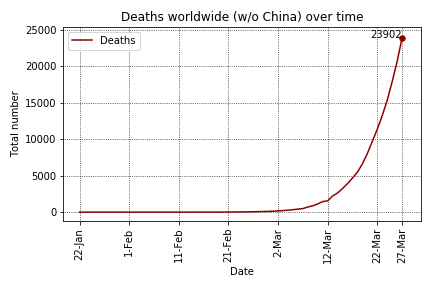 Deaths worldwide (w/o China) over time
25000
20000
15000
10000
5000
0
Total number
Deaths
23902
22-Jan
1-Feb
11-Feb
21-Feb
2-Mar
12-Mar
22-Mar
27-Mar
Date